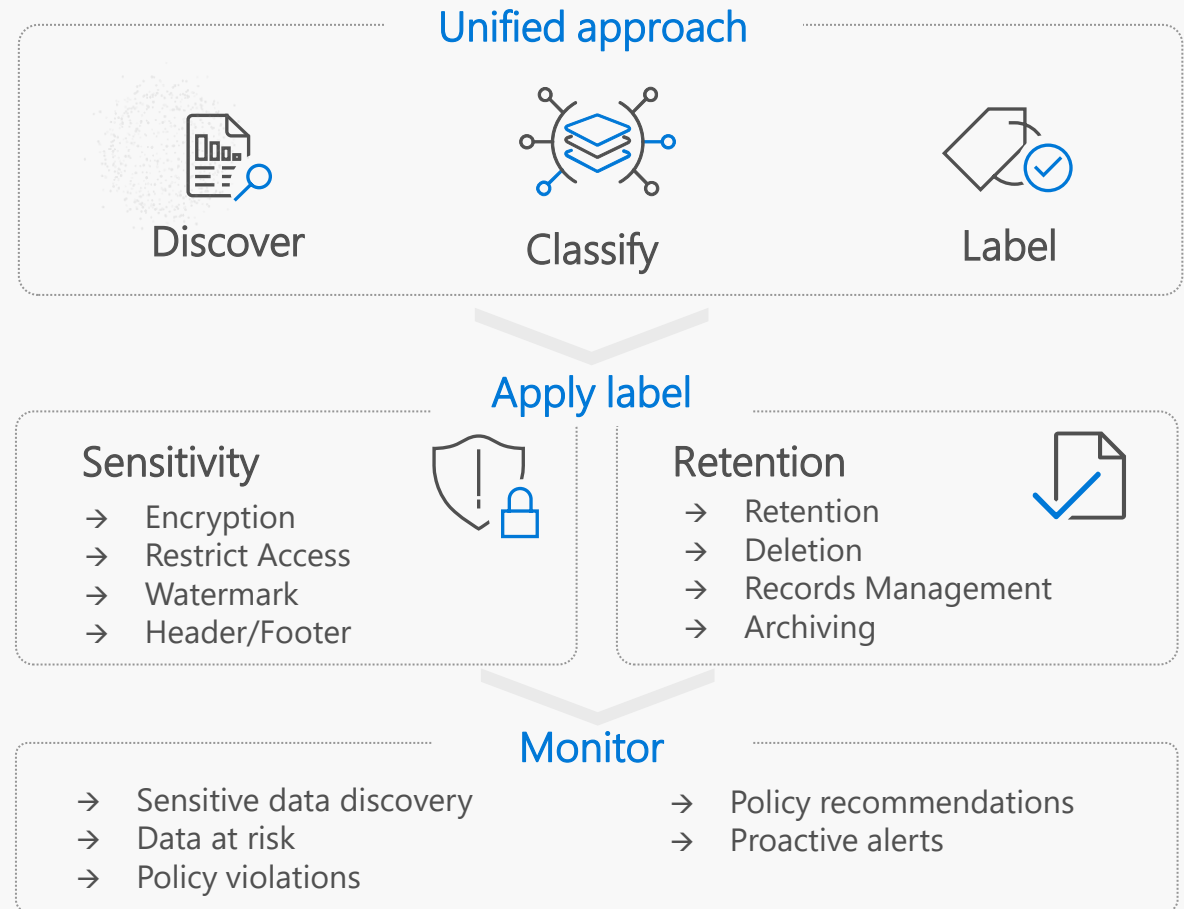 Unified approach
Discover
Classify
Label
Apply label
Sensitivity
→ Encryption
→ Restrict Access
→ Watermark
→ Header/Footer
Retention
→ Retention
→ Deletion
→ Records Management
→ Archiving
Monitor
→ Sensitive data discovery
→ Data at risk
→ Policy violations
→ Policy recommendations
→ Proactive alerts